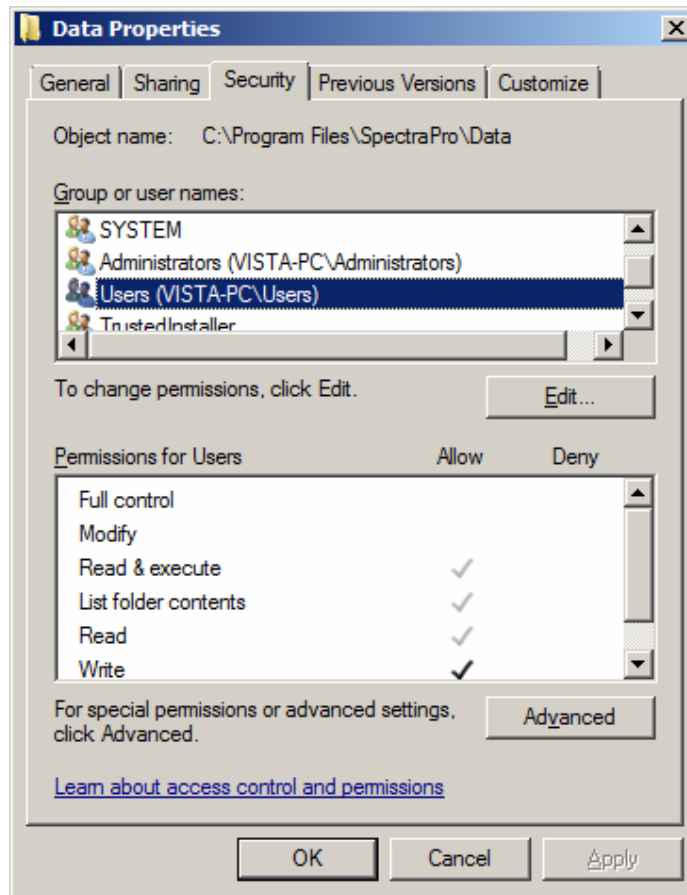 Data Properties
General Sharing Security Previous Versions Customize
Object name: C:\Program Files\SpectraPro\Data
Group or user names:
SYSTEM
Administrators (VISTA-PC\Administrators)
Users (VISTA-PC\Users)
TrustedInstaller
To change permissions, click Edit.
Edit...
Permissions for Users Allow Deny
Full control
Modify
Read & execute
List folder contents
Read
Write
For special permissions or advanced settings,
click Advanced.
Advanced
Learn about access control and permissions
OK Cancel Apply